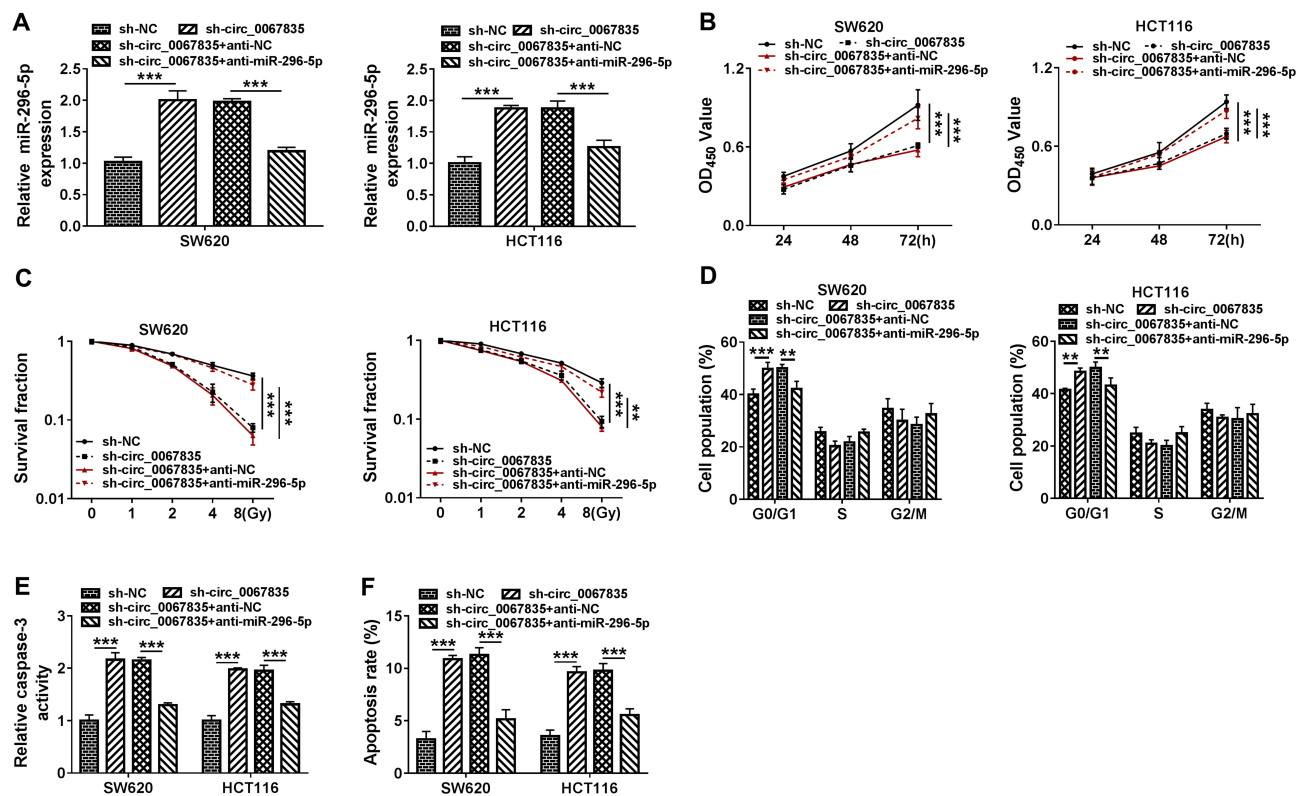 A
sh-NC sh-circ_0067835
sh-circ_0067835+anti-NC
sh-circ_0067835+anti-miR-296-5p
Relative miR-296-5p
expression
2.5
2.0
1.5
1.0
0.5
0.0
*** ***
SW620
sh-NC sh-circ_0067835
sh-circ_0067835+anti-NC
sh-circ_0067835+anti-miR-296-5p
Relative miR-296-5p
expression
2.5
2.0
1.5
1.0
0.5
0.0
*** ***
HCT116
B
SW620
sh-NC sh-circ_0067835
sh-circ_0067835+anti-NC
sh-circ_0067835+anti-miR-296-5p
OD450 Value
1.2
0.6
0.0
***
***
24 48 72(h)
HCT116
sh-NC sh-circ_0067835
sh-circ_0067835+anti-NC
sh-circ_0067835+anti-miR-296-5p
OD450 Value
1.2
0.6
0.0
***
***
24 48 72(h)
C
SW620
Survival fraction
1
0.1
0.01
***
***
sh-NC
sh-circ_0067835
sh-circ_0067835+anti-NC
sh-circ_0067835+anti-miR-296-5p
0 1 2 4 8(Gy)
HCT116
Survival fraction
1
0.1
0.01
***
**
sh-NC
sh-circ_0067835
sh-circ_0067835+anti-NC
sh-circ_0067835+anti-miR-296-5p
0 1 2 4 8(Gy)
D
SW620
sh-NC sh-circ_0067835
sh-circ_0067835+anti-NC
sh-circ_0067835+anti-miR-296-5p
Cell population (%)
60
40
20
0
*** **
G0/G1 S G2/M
HCT116
sh-NC sh-circ_0067835
sh-circ_0067835+anti-NC
sh-circ_0067835+anti-miR-296-5p
Cell population (%)
60
40
20
0
** **
G0/G1 S G2/M
E
sh-NC sh-circ_0067835
sh-circ_0067835+anti-NC
sh-circ_0067835+anti-miR-296-5p
Relative caspase-3
activity
3
2
1
0
*** *** *** ***
SW620 HCT116
F
sh-NC sh-circ_0067835
sh-circ_0067835+anti-NC
sh-circ_0067835+anti-miR-296-5p
Apoptosis rate (%)
15
10
5
0
*** *** *** ***
SW620 HCT116